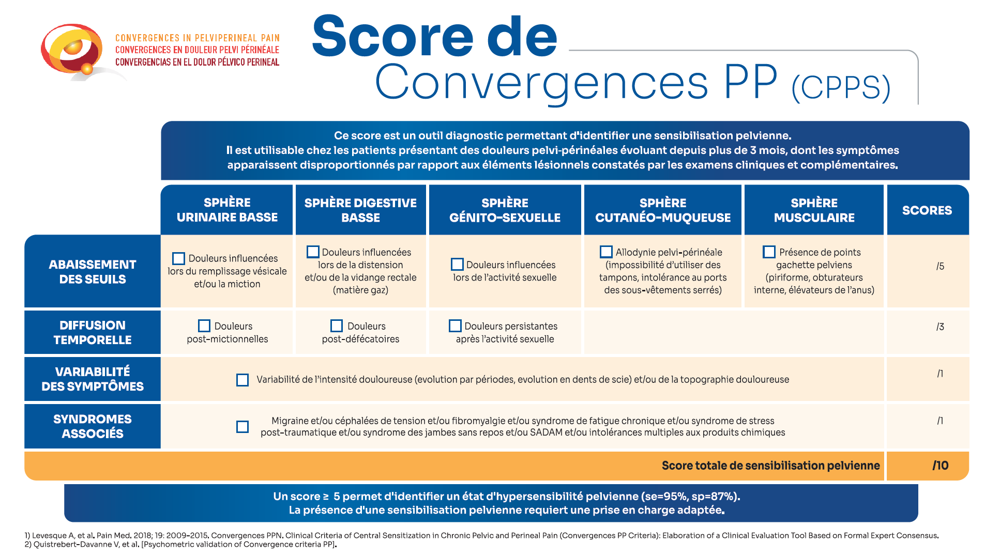 CONVERGENCES IN PELVIPERINEAL PAIN
CONVERGENCES EN DOULEUR PELVI PÉRINÉALE
CONVERGENCIAS EN EL DOLOR PÉLVICO PERINEAL
Score de
Convergences PP (CPPS)
Ce score est un outil diagnostic permettant d'identifier une sensibilisation pelvienne.
Il est utilisable chez les patients présentant des douleurs pelvi-périnéales évoluant depuis plus de 3 mois, dont les symptômes
apparaissent disproportionnés par rapport aux éléments lésionnels constatés par les examens cliniques et complémentaires.
SPHÈRE
URINAIRE BASSE
SPHÈRE DIGESTIVE
BASSE
SPHÈRE
GÉNITO-SEXUELLE
SPHÈRE
CUTANÉO-MUQUEUSE
SPHÈRE
MUSCULAIRE
SCORES
ABAISSEMENT
DES SEUILS
Douleurs influencées
lors du remplissage vésicale
et/ou la miction
Douleurs influencées
lors de la distension
et/ou de la vidange rectale
(matière gaz)
Douleurs influencées
lors de l'activité sexuelle
Allodynie pelvi-périnéale
(impossibilité d'utiliser des
tampons, intolérance au ports
des sous-vêtements serrés)
Présence de points
gachette pelviens
(piriforme, obturateurs
interne, élévateurs de l'anus)
/5
DIFFUSION
TEMPORELLE
Douleurs
post-mictionnelles
Douleurs
post-défécatoires
Douleurs persistantes
après l'activité sexuelle
/3
VARIABILITÉ
DES SYMPTÔMES
Variabilité de l'intensité douloureuse (evolution par périodes, evolution en dents de scie) et/ou de la topographie douloureuse
/1
SYNDROMES
ASSOCIÉS
Migraine et/ou céphalées de tension et/ou fibromyalgie et/ou syndrome de fatigue chronique et/ou syndrome de stress
post-traumatique et/ou syndrome des jambes sans repos et/ou SADAM et/ou intolérances multiples aux produits chimiques
/1
Score totale de sensibilisation pelvienne
/10
Un score ≥ 5 permet d'identifier un état d'hypersensibilité pelvienne (se=95%, sp=87%).
La présence d'une sensibilisation pelvienne requiert une prise en charge adaptée.
1) Levesque A, et al. Pain Med. 2018; 19: 2009-2015. Convergences PPN. Clinical Criteria of Central Sensitization in Chronic Pelvic and Perineal Pain (Convergences PP Criteria): Elaboration of a Clinical Evaluation Tool Based on Formal Expert Consensus.
2) Quistrebert-Davanne V, et al. [Psychometric validation of Convergence criteria PP].